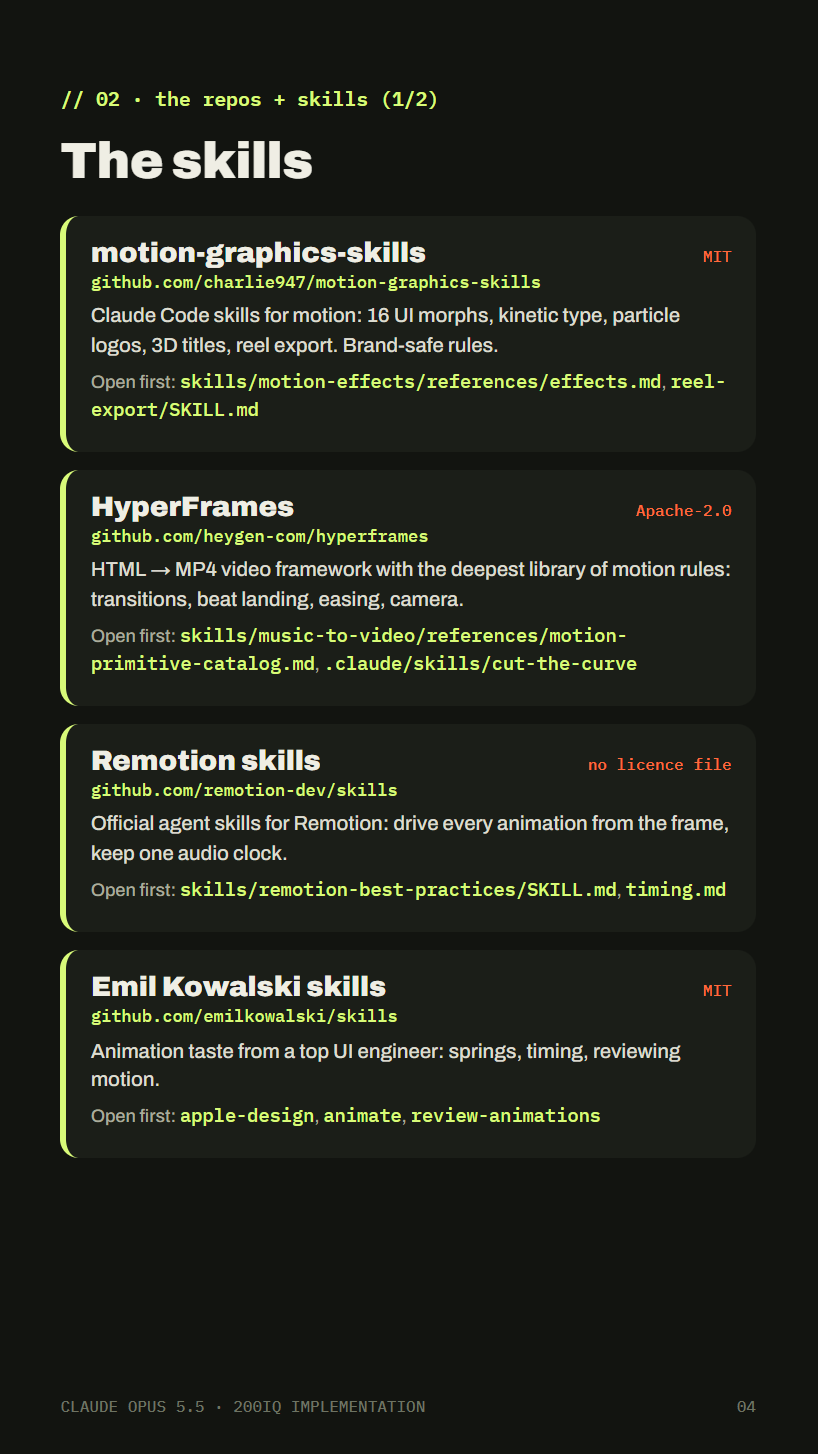 // 02 · the repos + skills (1/2)
The skills
motion-graphics-skills MIT
github.com/charlie947/motion-graphics-skills
Claude Code skills for motion: 16 UI morphs, kinetic type, particle
logos, 3D titles, reel export. Brand-safe rules.
Open first: skills/motion-effects/references/effects.md, reel-
export/SKILL.md
HyperFrames Apache-2.0
github.com/heygen-com/hyperframes
HTML → MP4 video framework with the deepest library of motion rules:
transitions, beat landing, easing, camera.
Open first: skills/music-to-video/references/motion-
primitive-catalog.md, .claude/skills/cut-the-curve
Remotion skills no licence file
github.com/remotion-dev/skills
Official agent skills for Remotion: drive every animation from the frame,
keep one audio clock.
Open first: skills/remotion-best-practices/SKILL.md, timing.md
Emil Kowalski skills MIT
github.com/emilkowalski/skills
Animation taste from a top UI engineer: springs, timing, reviewing
motion.
Open first: apple-design, animate, review-animations
CLAUDE OPUS 5.5 · 200IQ IMPLEMENTATION 04